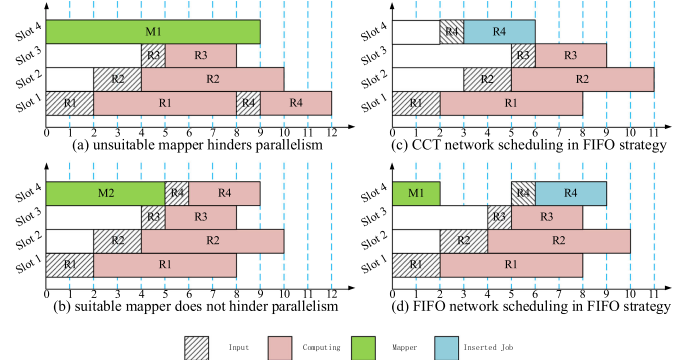 Slot 4 M1
Slot 3 R3 R3
Slot 2 R2 R2
Slot 1 R1 R1 R4 R4
0 1 2 3 4 5 6 7 8 9 10 11 12
(a) unsuitable mapper hinders parallelism
Slot 4 R4 R4
Slot 3 R3 R3
Slot 2 R2 R2
Slot 1 R1 R1
0 1 2 3 4 5 6 7 8 9 10 11
(c) CCT network scheduling in FIFO strategy
Slot 4 M2 R4 R4
Slot 3 R3 R3
Slot 2 R2 R2
Slot 1 R1 R1
0 1 2 3 4 5 6 7 8 9 10 11 12
(b) suitable mapper does not hinder parallelism
Slot 4 M1 R4 R4
Slot 3 R3 R3
Slot 2 R2 R2
Slot 1 R1 R1
0 1 2 3 4 5 6 7 8 9 10 11
(d) FIFO network scheduling in FIFO strategy
Input Computing Mapper Inserted Job